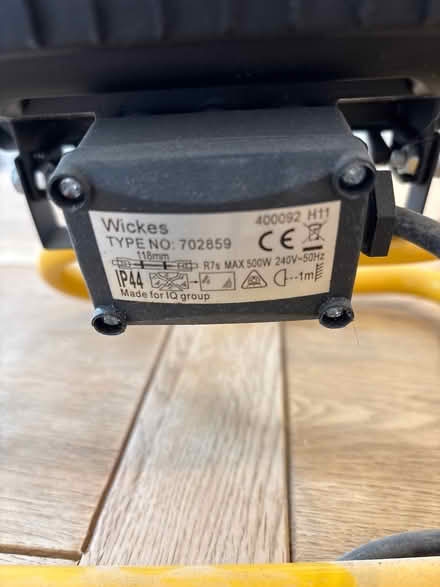 Wickes
400092 H11
TYPE NO: 702859
CE
118mm
R7s MAX 500W 240V~50Hz
IP44
1m
Made for IQ group